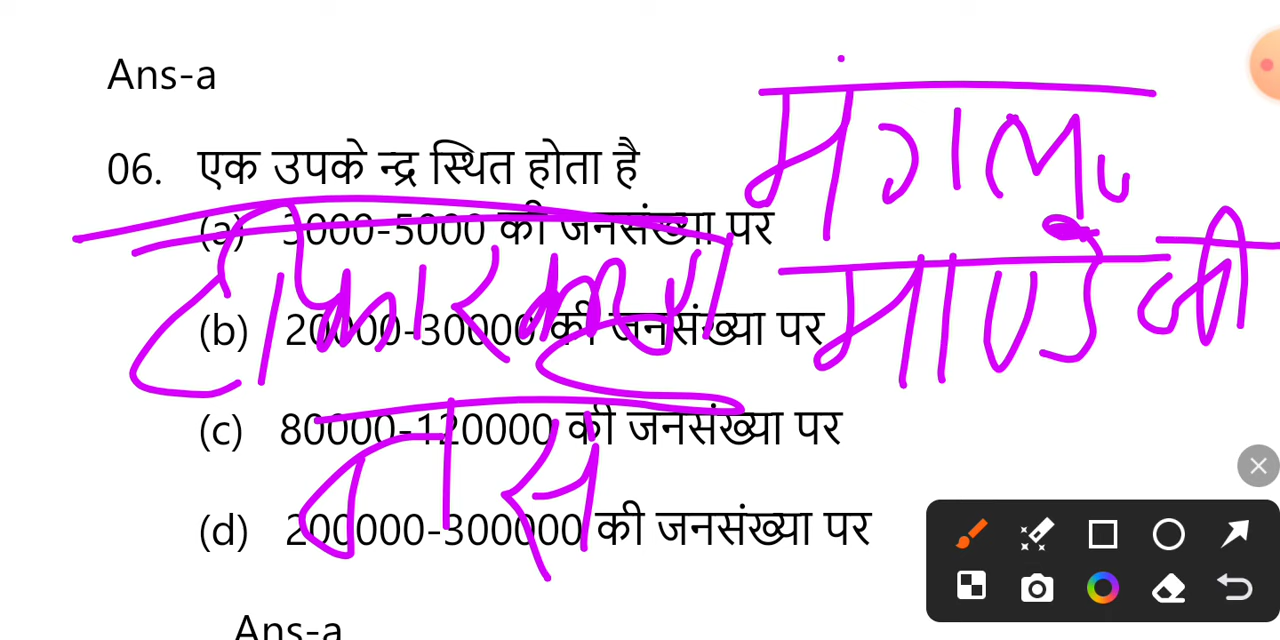 Ans-a
06. एक उपके न्द्र स्थित होता है
(a) 3000-5000 की जनसंख्या पर
(b) 20000-30000 की जनसंख्या पर
(c) 80000-120000 की जनसंख्या पर
(d) 200000-300000 की जनसंख्या पर
Ans-a
मंगल